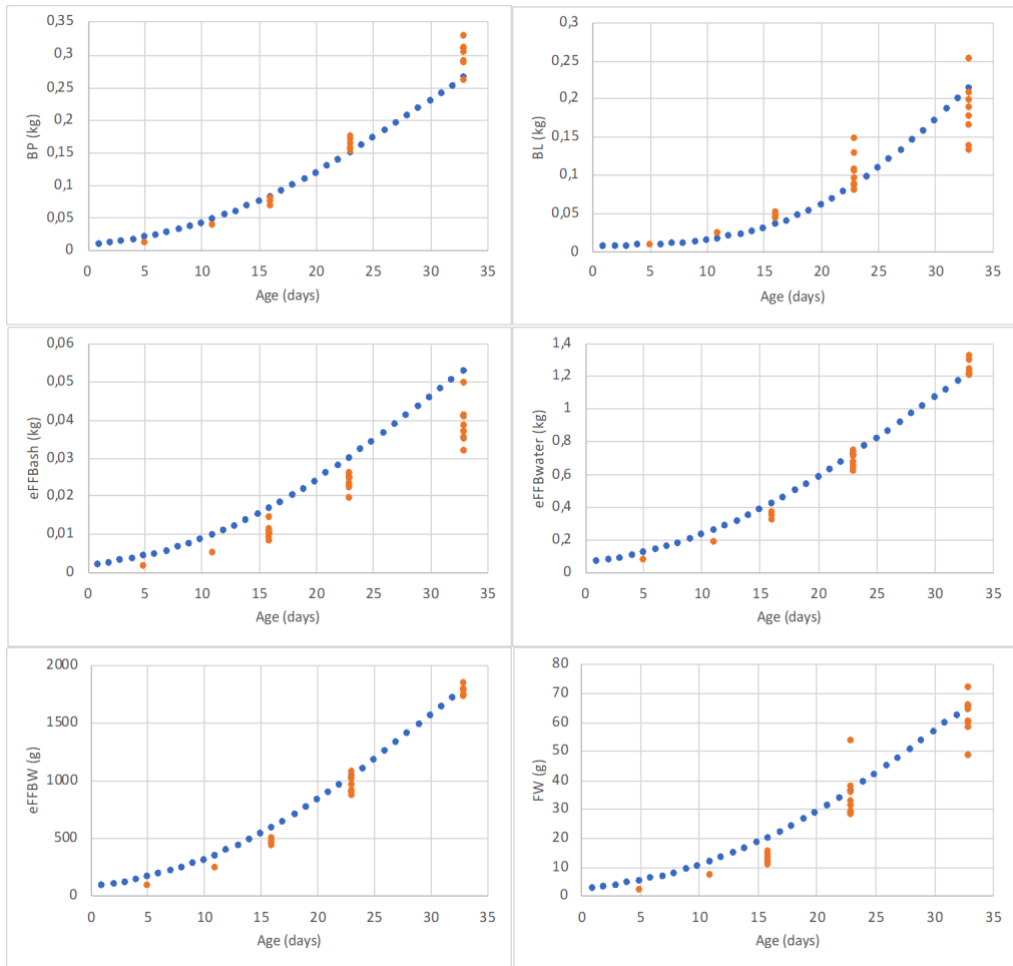 0,35
0,3
0,25
0,2
0,15
0,1
0,05
0
BP (kg)
0 5 10 15 20 25 30 35
Age (days)
0,3
0,25
0,2
0,15
0,1
0,05
0
BL (kg)
0 5 10 15 20 25 30 35
Age (days)
0,06
0,05
0,04
0,03
0,02
0,01
0
eFFBash (kg)
0 5 10 15 20 25 30 35
Age (days)
1,4
1,2
1
0,8
0,6
0,4
0,2
0
eFFBwater (kg)
0 5 10 15 20 25 30 35
Age (days)
2000
1500
1000
500
0
eFFBW (g)
0 5 10 15 20 25 30 35
Age (days)
80
70
60
50
40
30
20
10
0
FW (g)
0 5 10 15 20 25 30 35
Age (days)